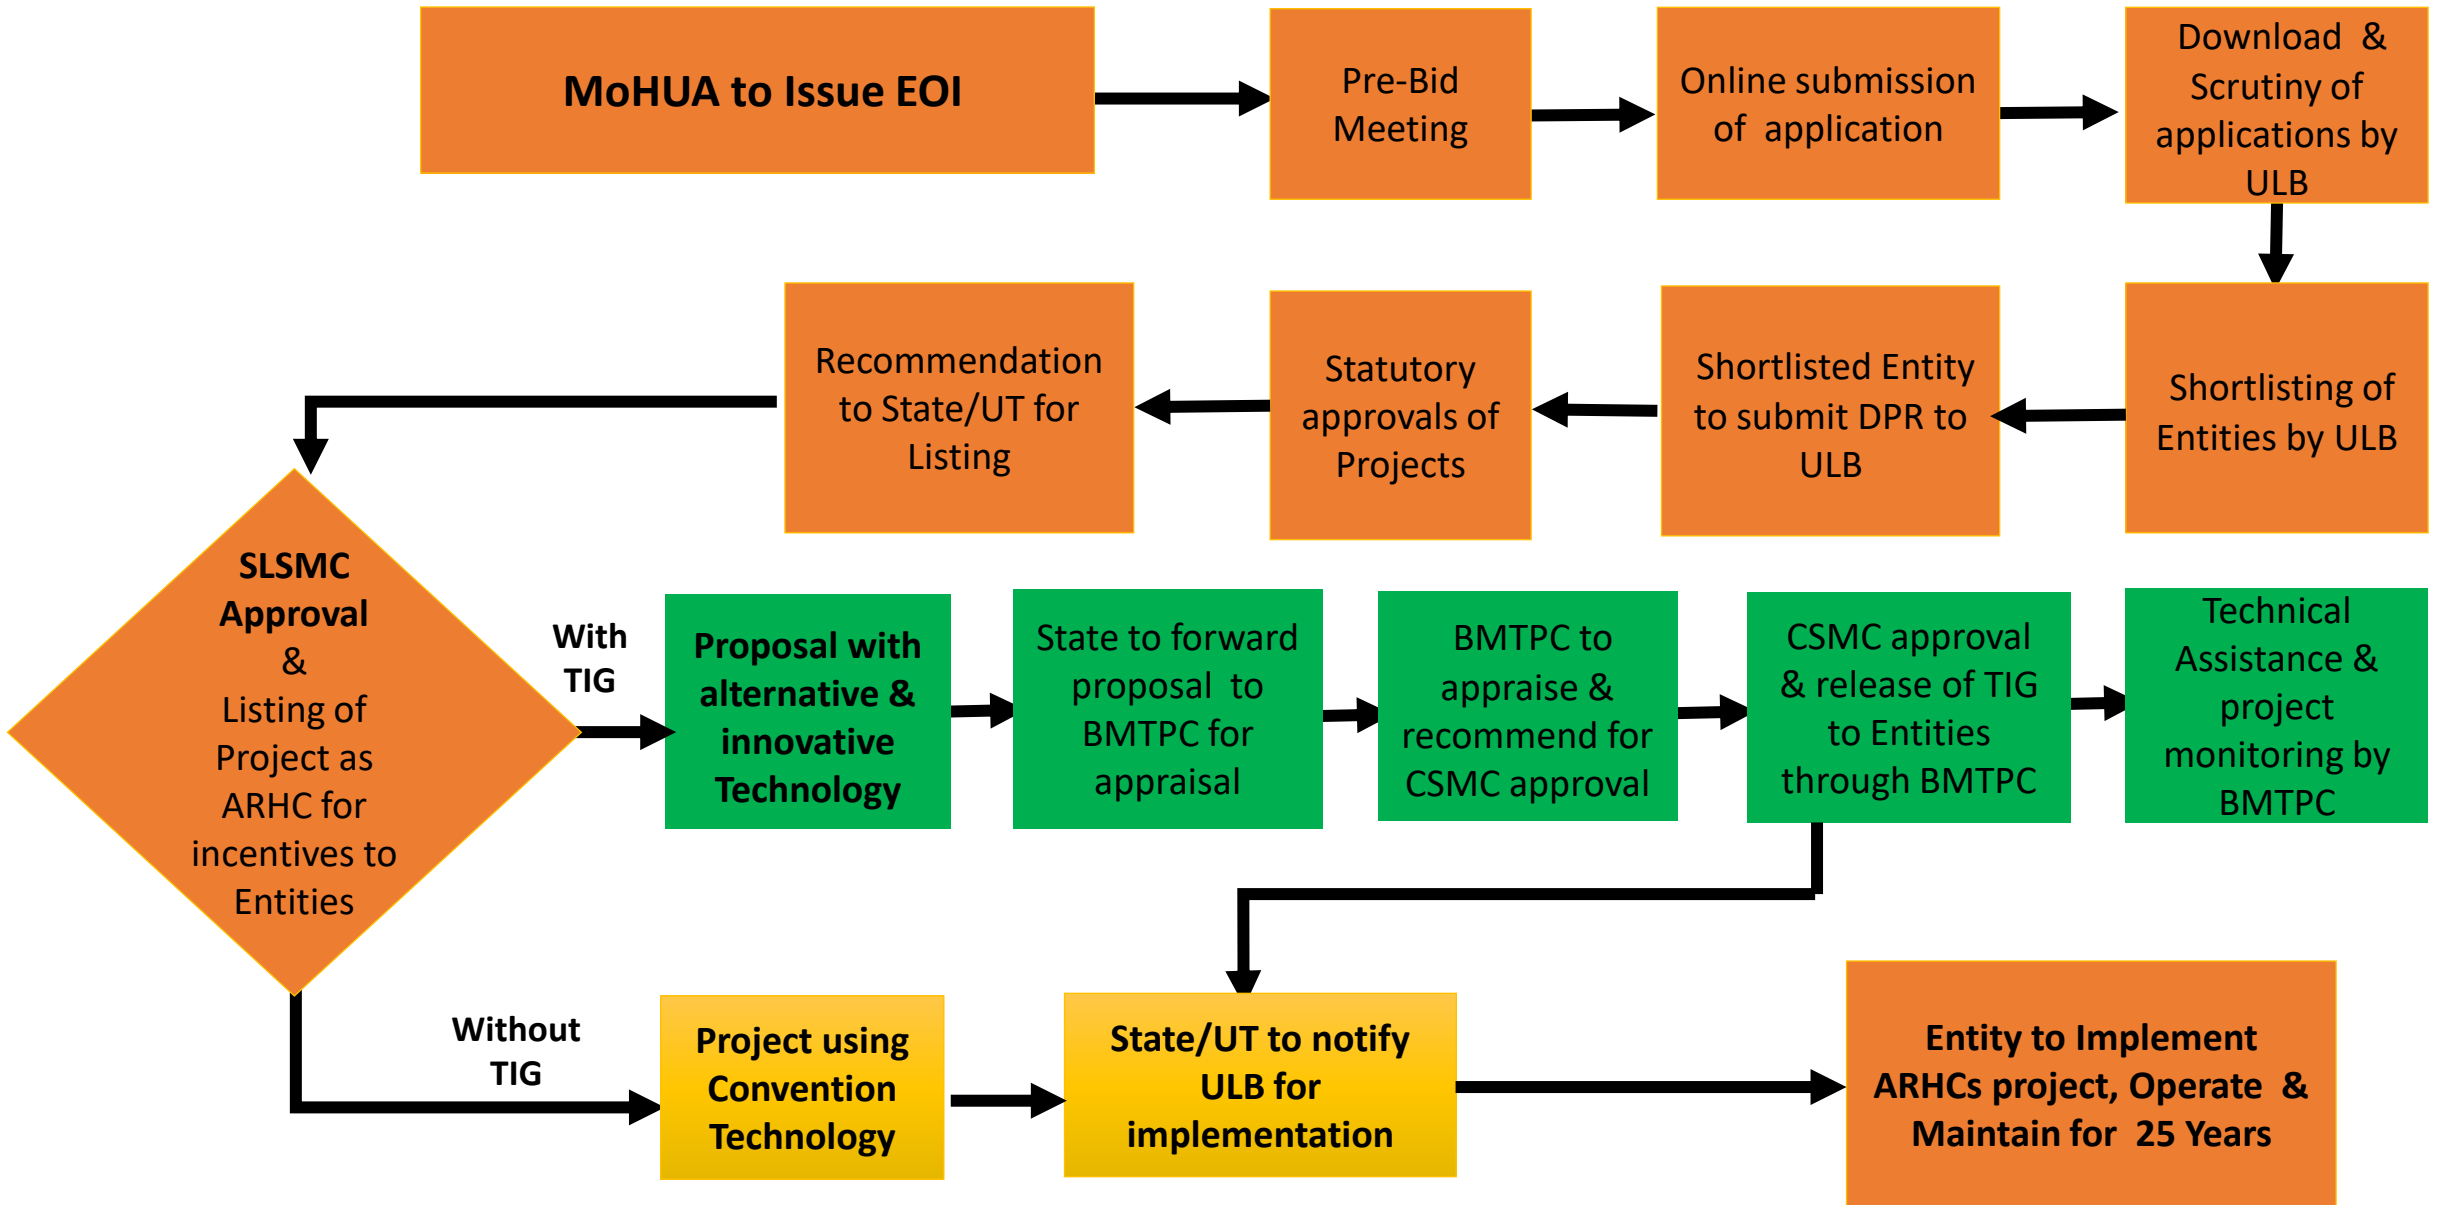 MoHUA to Issue EOI
Pre-Bid
Meeting
Online submission
of application
Download &
Scrutiny of
applications by
ULB
Shortlisting of
Entities by ULB
Shortlisted Entity
to submit DPR to
ULB
Statutory
approvals of
Projects
Recommendation
to State/UT for
Listing
SLSMC
Approval
&
Listing of
Project as
ARHC for
incentives to
Entities
With
TIG
Proposal with
alternative &
innovative
Technology
State to forward
proposal to
BMTPC for
appraisal
BMTPC to
appraise &
recommend for
CSMC approval
CSMC approval
& release of TIG
to Entities
through BMTPC
Technical
Assistance &
project
monitoring by
BMTPC
Without
TIG
Project using
Convention
Technology
State/UT to notify
ULB for
implementation
Entity to Implement
ARHCs project, Operate &
Maintain for 25 Years